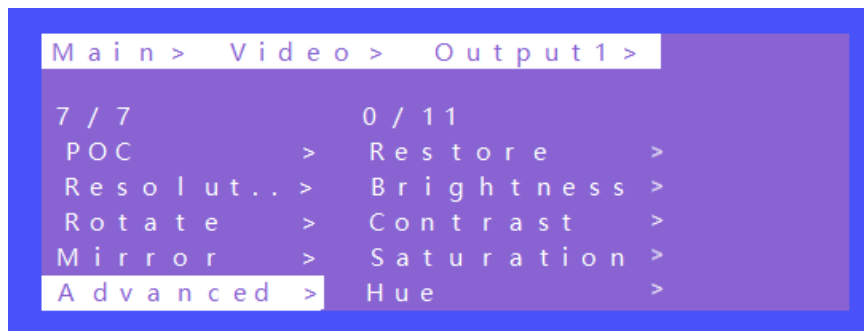 Main> Video> Output1>
7/7 0/11
POC > Restore >
Resolut..> Brightness >
Rotate > Contrast >
Mirror > Saturation >
Advanced > Hue >